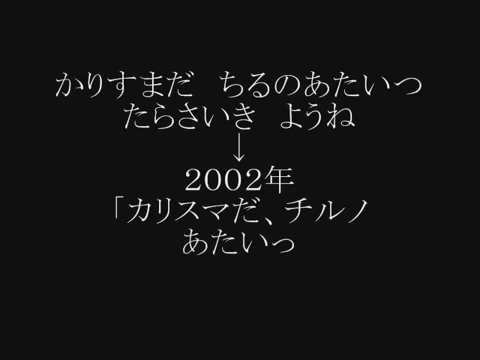 かりすまだ　ちるのあたいつ
たらさいき　ようね
↓
2002年
「カリスマだ、チルノ
あたいっ